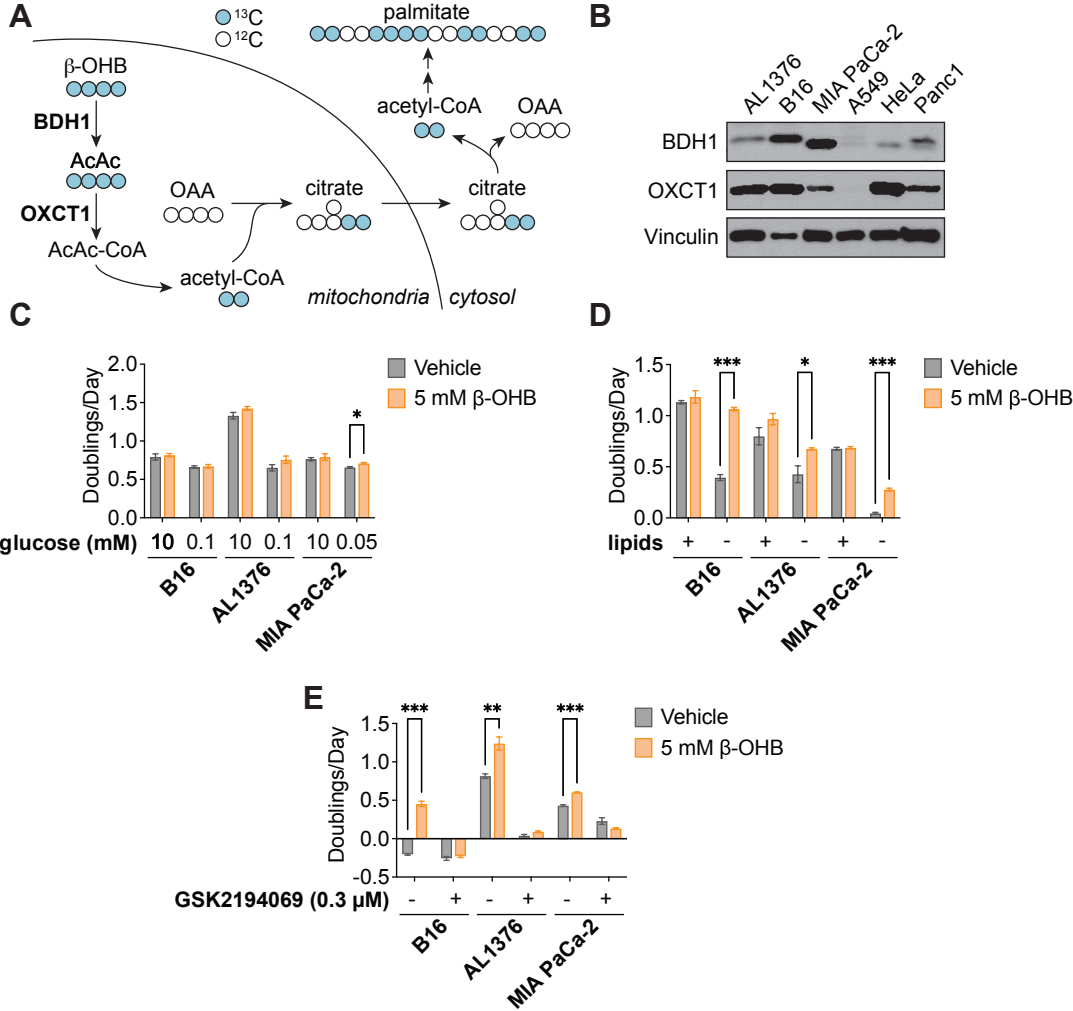 A
¹³C
¹²C
palmitate
β-OHB
BDH1
AcAc
OXCT1
AcAc-CoA
OAA
citrate
acetyl-CoA
acetyl-CoA
OAA
citrate
mitochondria
cytosol
B
AL1376
B16
MIA PaCa-2
A549
HeLa
Panc1
BDH1
OXCT1
Vinculin
C
Doublings/Day
2.0
1.5
1.0
0.5
0.0
*
Vehicle
5 mM β-OHB
glucose (mM) 10 0.1 10 0.1 10 0.05
B16
AL1376
MIA PaCa-2
D
Doublings/Day
1.5
1.0
0.5
0.0
*** * ***
Vehicle
5 mM β-OHB
lipids + - + - + -
B16
AL1376
MIA PaCa-2
E
Doublings/Day
1.5
1.0
0.5
0.0
-0.5
*** ** ***
Vehicle
5 mM β-OHB
GSK2194069 (0.3 µM) - + - + - +
B16
AL1376
MIA PaCa-2